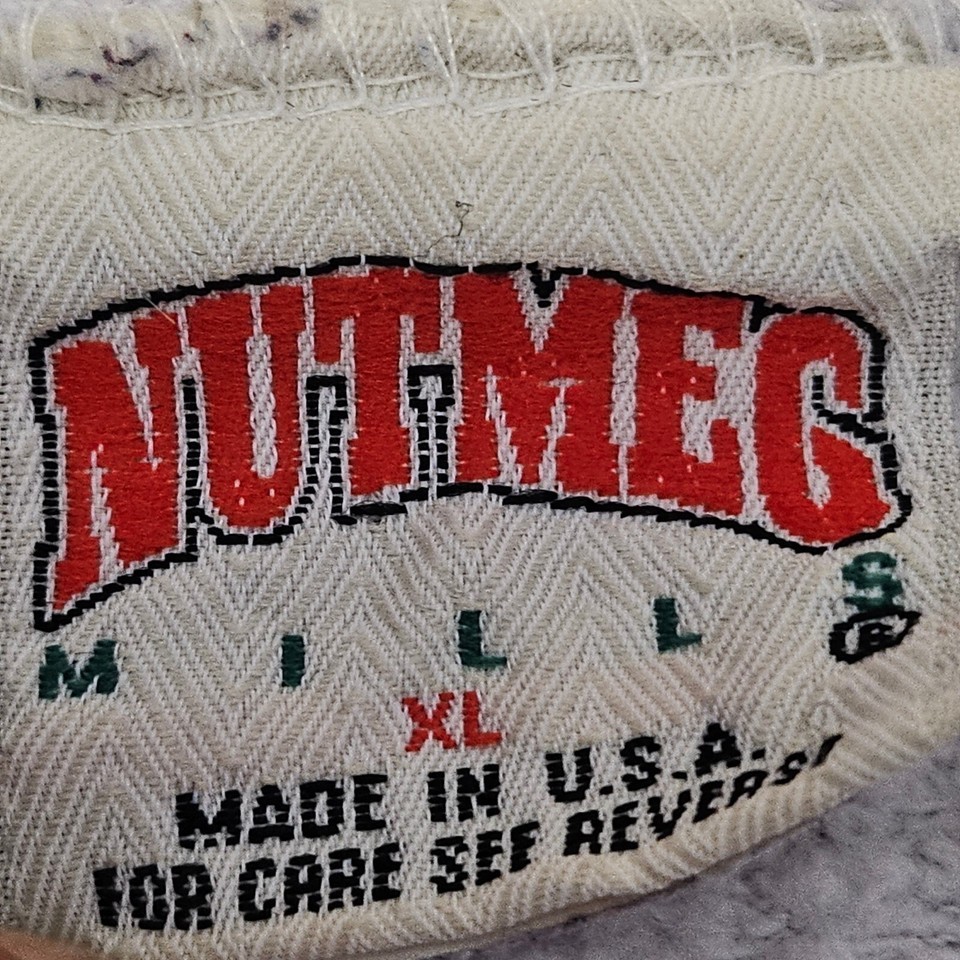 NUTMEG
MILLS ®
XL
MADE IN U.S.A.
FOR CARE SEE REVERSE